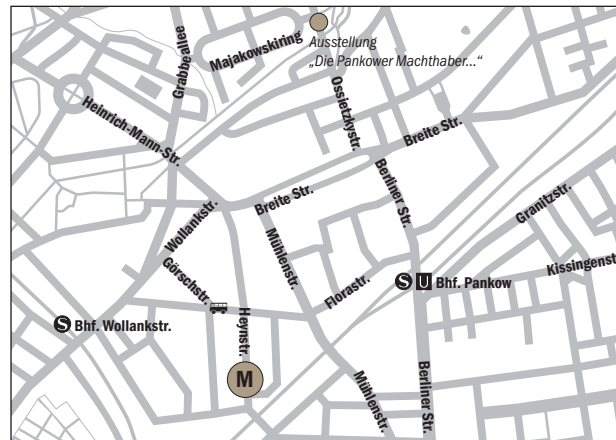 Grabbeallee
Majakowskiring
Ausstellung
„Die Pankower Machthaber...“
Heinrich-Mann-Str.
Ossietzkystr.
Breite Str.
Berliner Str.
Breite Str.
Wollankstr.
Mühlenstr.
Granitzstr.
Görschstr.
Florastr.
Kissingenst
S U Bhf. Pankow
S Bhf. Wollankstr.
Heynstr.
M
Mühlenstr.
Berliner Str.